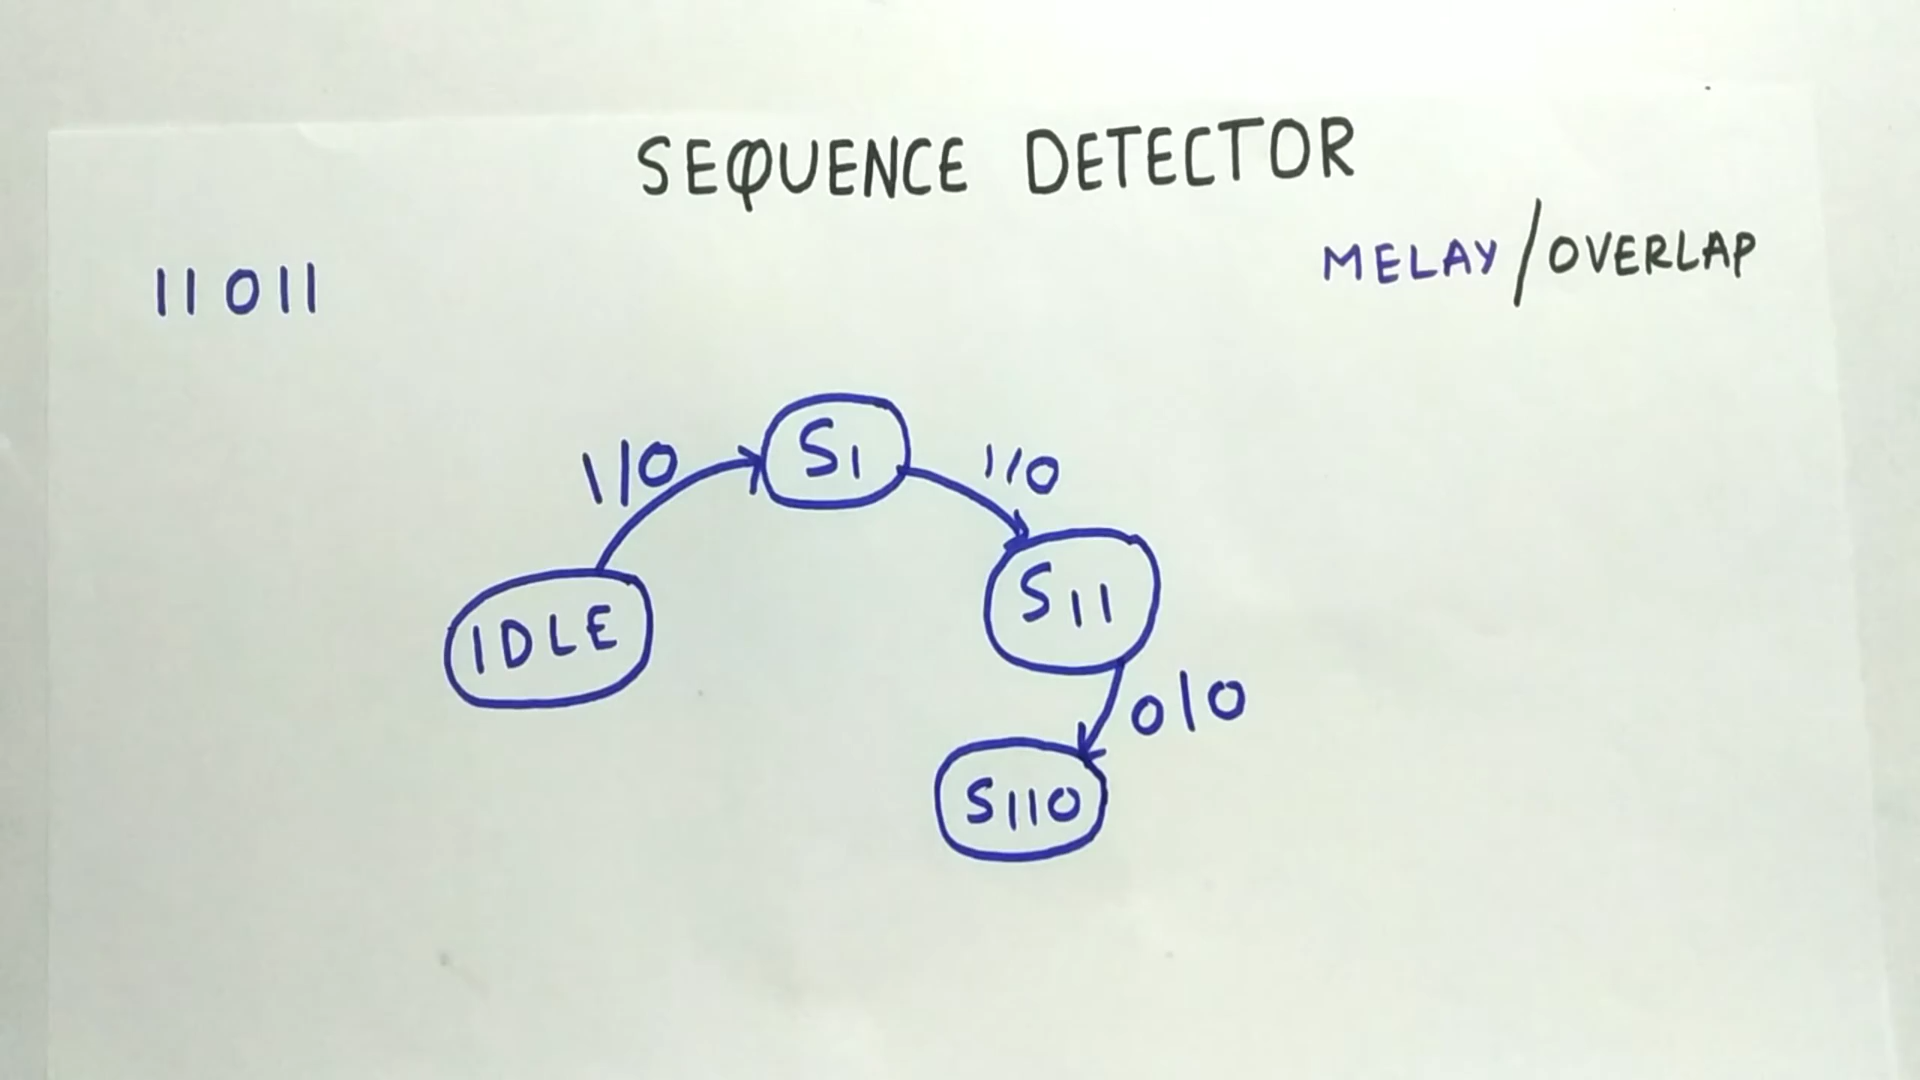 SEQUENCE DETECTOR
MELAY/OVERLAP
11011
1/0
S1
1/0
IDLE
S11
0/0
S110